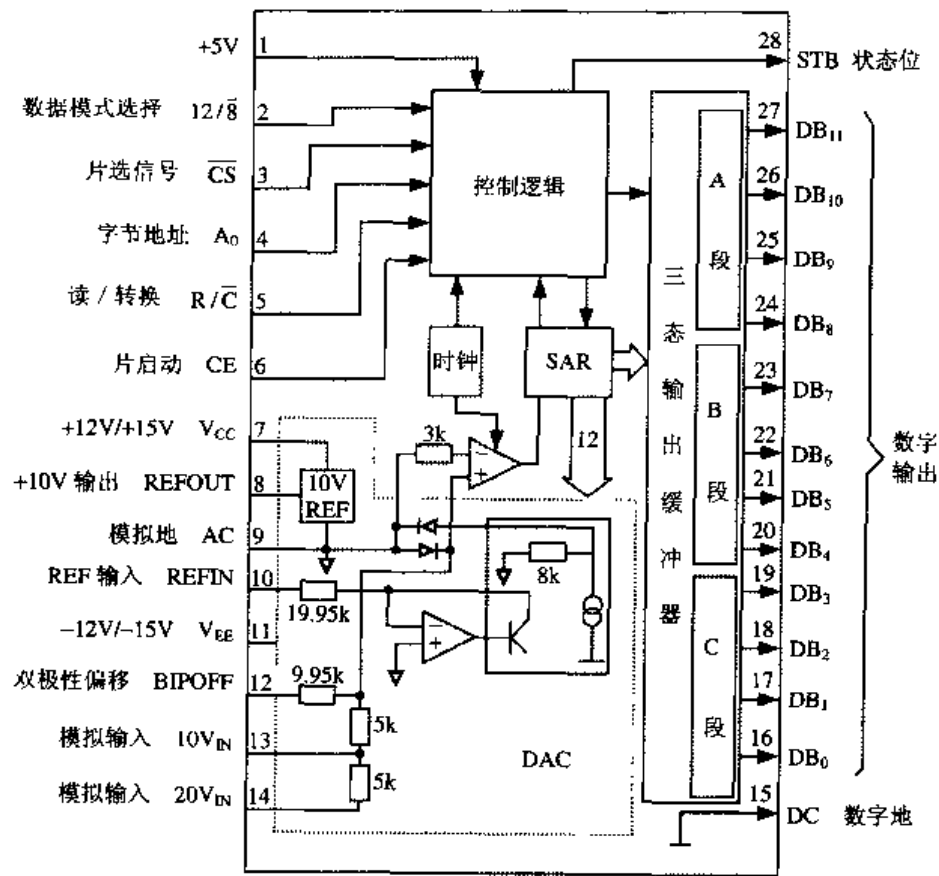 +5V 1
数据模式选择 12/8̅ 2
片选信号 C̅S̅ 3
字节地址 A₀ 4
读/转换 R/C̅ 5
片启动 CE 6
+12V/+15V V_CC 7
+10V 输出 REFOUT 8
模拟地 AC 9
REF 输入 REFIN 10
-12V/-15V V_EE 11
双极性偏移 BIPOFF 12
模拟输入 10V_IN 13
模拟输入 20V_IN 14
控制逻辑
时钟
SAR
12
3k
10V
REF
8k
19.95k
9.95k
5k
5k
DAC
三态输出缓冲器
A段
B段
C段
28 STB 状态位
27 DB₁₁
26 DB₁₀
25 DB₉
24 DB₈
23 DB₇
22 DB₆
21 DB₅
20 DB₄
19 DB₃
18 DB₂
17 DB₁
16 DB₀
15 DC 数字地
数字
输出